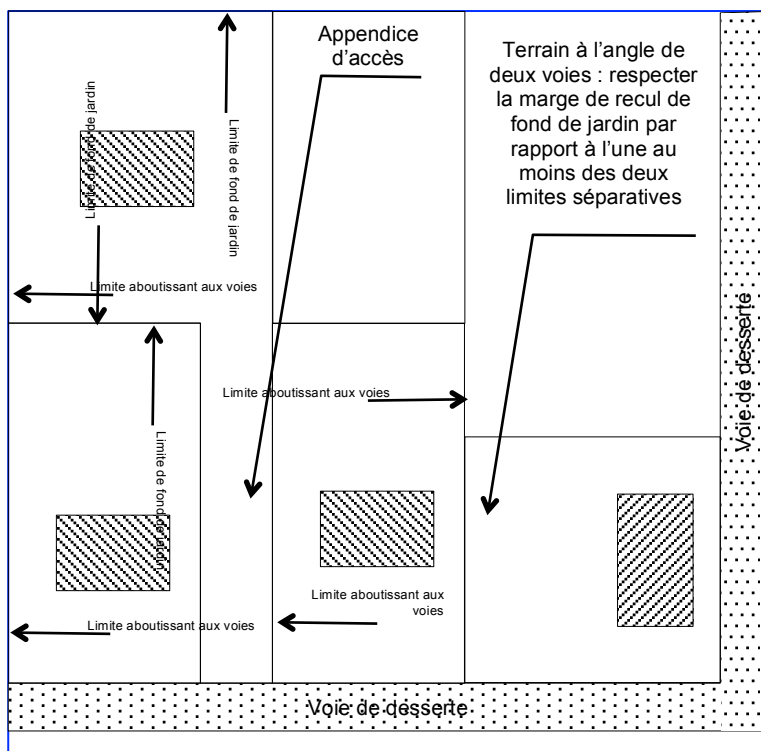 Appendice
d'accès
Terrain à l'angle de
deux voies : respecter
la marge de recul de
fond de jardin par
rapport à l'une au
moins des deux
limites séparatives
Limite de fond de jardin
Limite de fond de jardin
Limite aboutissant aux voies
Limite aboutissant aux voies
Limite de fond de jardin
Voie de desserte
Limite aboutissant aux
voies
Limite aboutissant aux voies
Voie de desserte